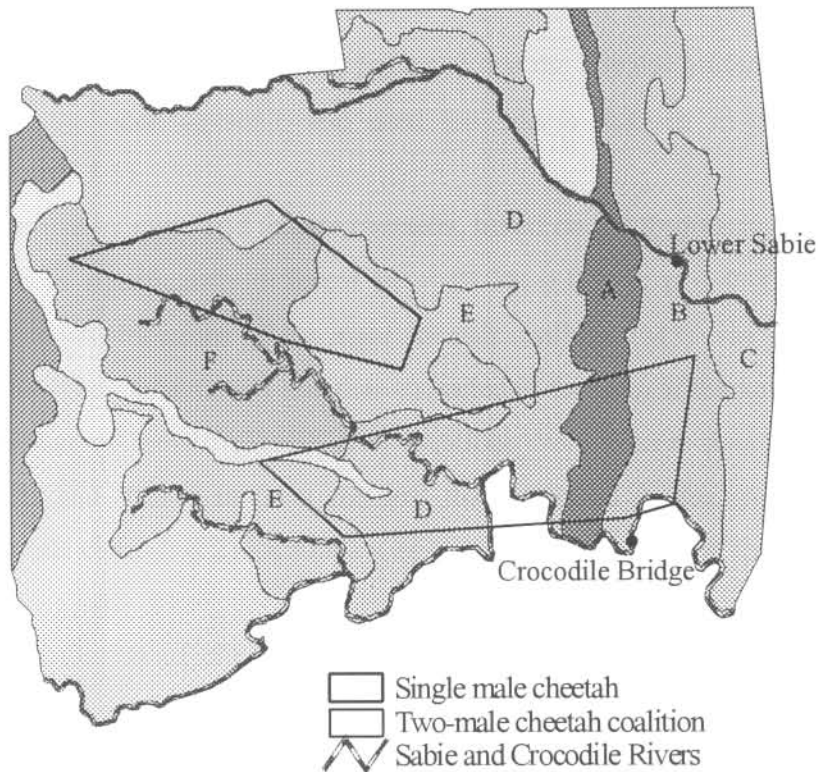 D
Lower Sabie
A
E
B
F
C
E
D
Crocodile Bridge
Single male cheetah
Two-male cheetah coalition
Sabie and Crocodile Rivers